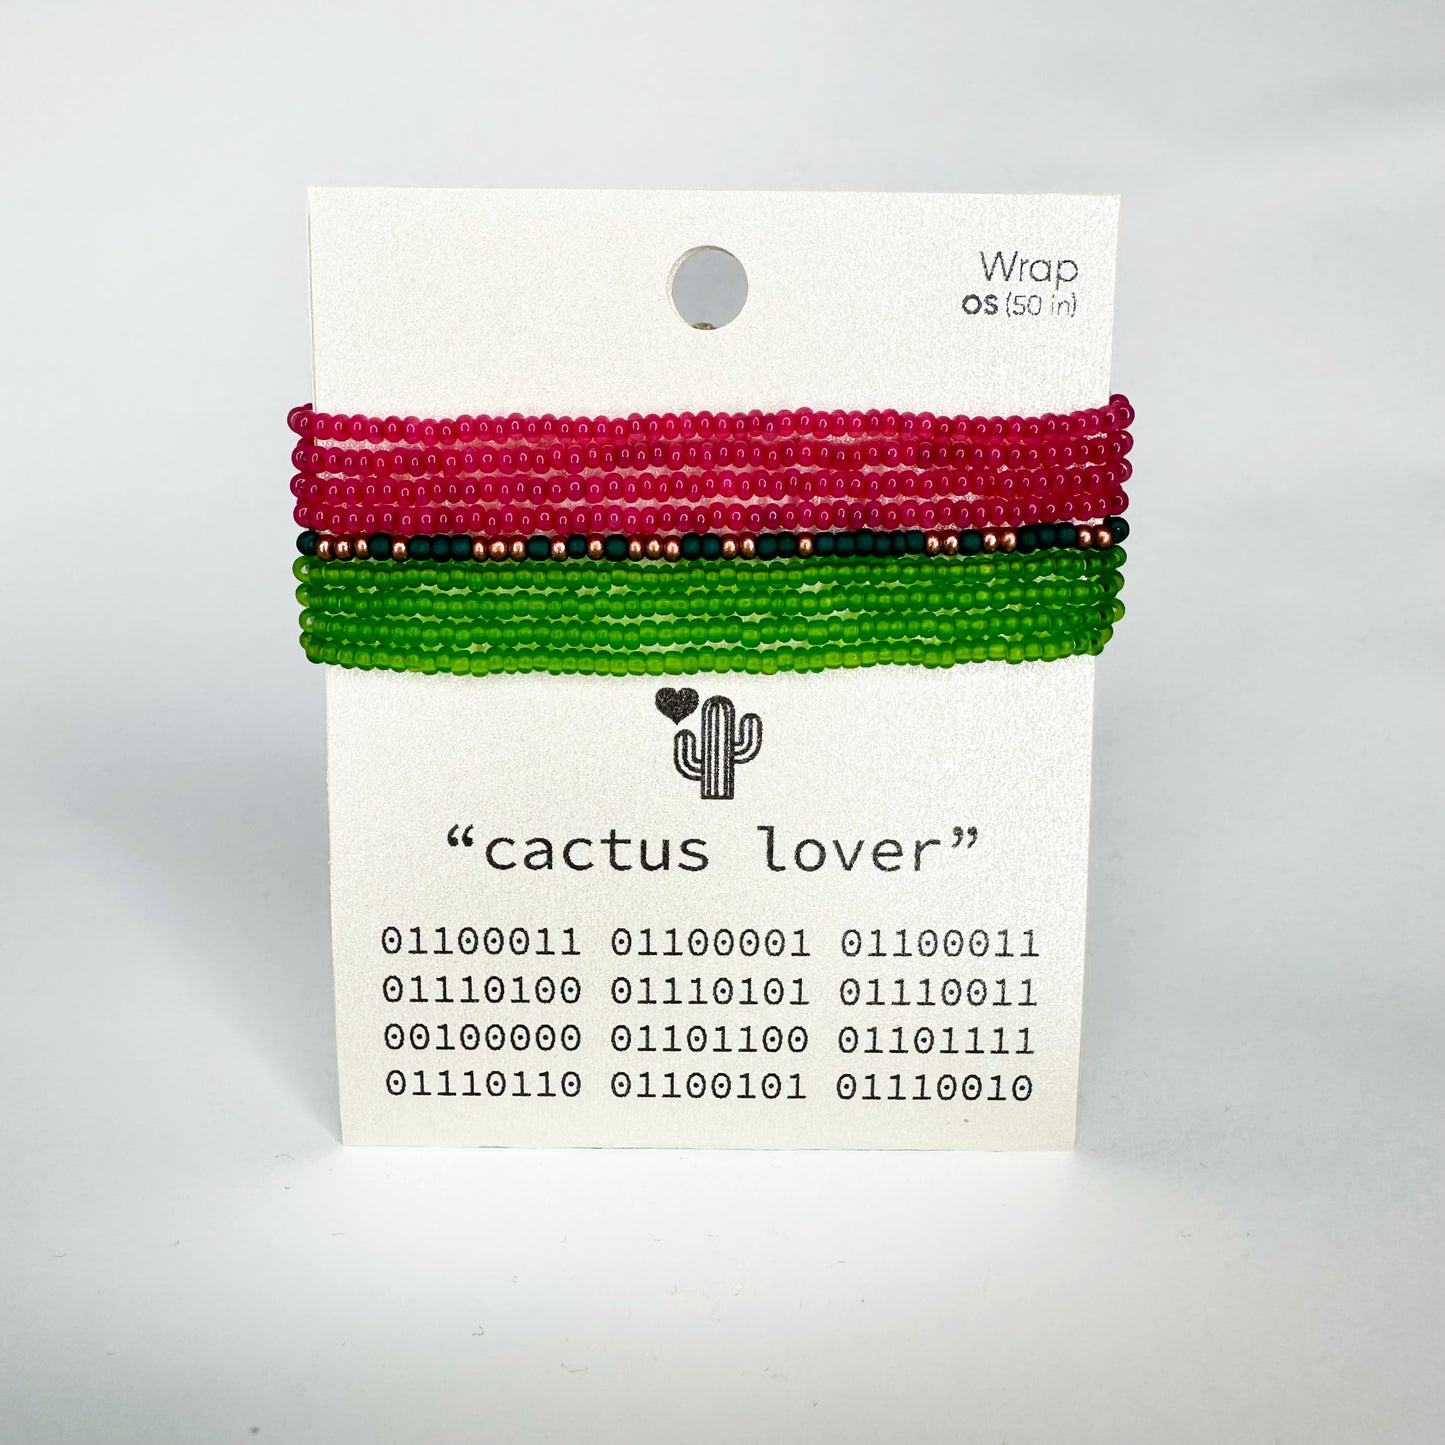 Wrap
OS (50 in)
“cactus lover”
01100011 01100001 01100011
01110100 01110101 01110011
00100000 01101100 01101111
01110110 01100101 01110010